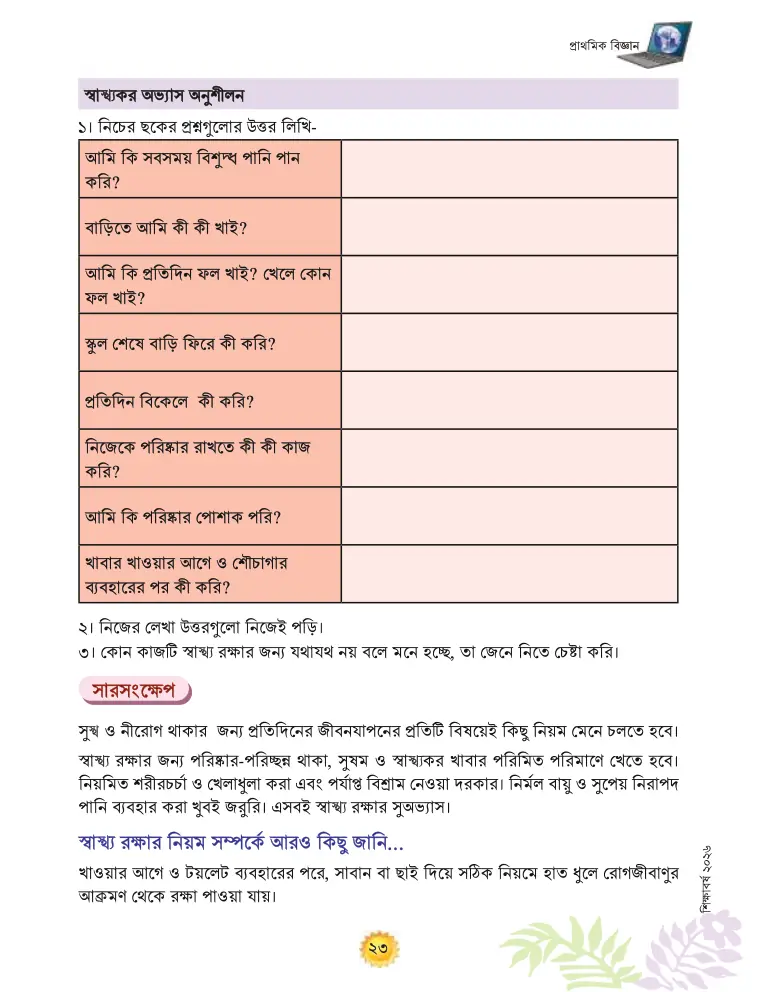 প্রাথমিক বিজ্ঞান
স্বাস্থ্যকর অভ্যাস অনুশীলন
১। নিচের ছকের প্রশ্নগুলোর উত্তর লিখি-
আমি কি সবসময় বিশুদ্ধ পানি পান
করি?
বাড়িতে আমি কী কী খাই?
আমি কি প্রতিদিন ফল খাই? খেলে কোন
ফল খাই?
স্কুল শেষে বাড়ি ফিরে কী করি?
প্রতিদিন বিকেলে কী করি?
নিজেকে পরিষ্কার রাখতে কী কী কাজ
করি?
আমি কি পরিষ্কার পোশাক পরি?
খাবার খাওয়ার আগে ও শৌচাগার
ব্যবহারের পর কী করি?
২। নিজের লেখা উত্তরগুলো নিজেই পড়ি।
৩। কোন কাজটি স্বাস্থ্য রক্ষার জন্য যথাযথ নয় বলে মনে হচ্ছে, তা জেনে নিতে চেষ্টা করি।
সারসংক্ষেপ
সুস্থ ও নীরোগ থাকার জন্য প্রতিদিনের জীবনযাপনের প্রতিটি বিষয়েই কিছু নিয়ম মেনে চলতে হবে।
স্বাস্থ্য রক্ষার জন্য পরিষ্কার-পরিচ্ছন্ন থাকা, সুষম ও স্বাস্থ্যকর খাবার পরিমিত পরিমাণে খেতে হবে।
নিয়মিত শরীরচর্চা ও খেলাধুলা করা এবং পর্যাপ্ত বিশ্রাম নেওয়া দরকার। নির্মল বায়ু ও সুপেয় নিরাপদ
পানি ব্যবহার করা খুবই জরুরি। এসবই স্বাস্থ্য রক্ষার সুঅভ্যাস।
স্বাস্থ্য রক্ষার নিয়ম সম্পর্কে আরও কিছু জানি...
খাওয়ার আগে ও টয়লেট ব্যবহারের পরে, সাবান বা ছাই দিয়ে সঠিক নিয়মে হাত ধুলে রোগজীবাণুর
আক্রমণ থেকে রক্ষা পাওয়া যায়।
শিক্ষাবর্ষ ২০২৬
২৩